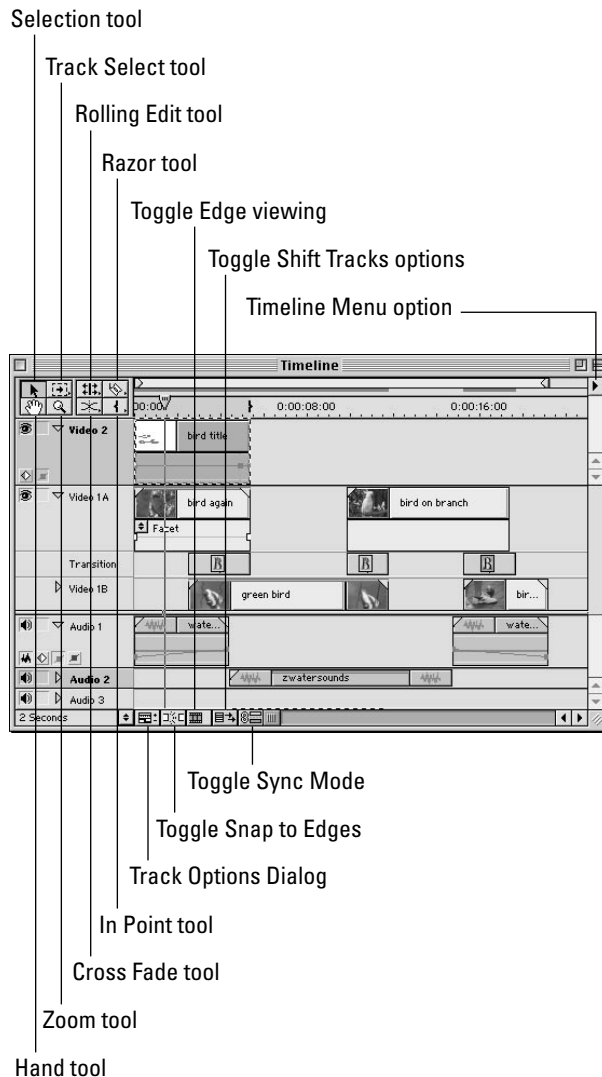 Selection tool
Track Select tool
Rolling Edit tool
Razor tool
Toggle Edge viewing
Toggle Shift Tracks options
Timeline Menu option
Timeline
0:00:08:00
0:00:16:00
Video 2
bird title
Video 1A
bird again
bird on branch
Facet
Transition
Video 1B
green bird
bir...
Audio 1
wate...
wate...
Audio 2
zwatersounds
Audio 3
2 Seconds
Toggle Sync Mode
Toggle Snap to Edges
Track Options Dialog
In Point tool
Cross Fade tool
Zoom tool
Hand tool